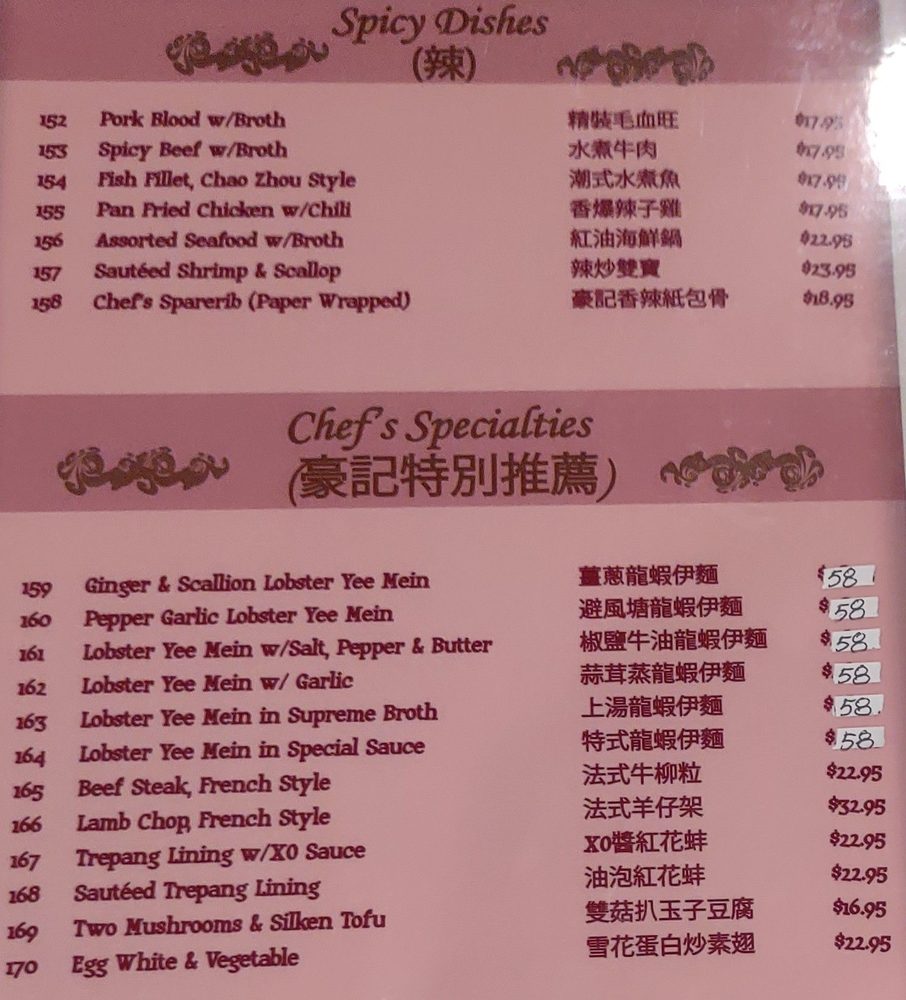 Spicy Dishes
(辣)
152 Pork Blood w/Broth 精裝毛血旺 $17.95
153 Spicy Beef w/Broth 水煮牛肉 $17.95
154 Fish Fillet, Chao Zhou Style 潮式水煮魚 $17.95
155 Pan Fried Chicken w/Chili 香爆辣子雞 $17.95
156 Assorted Seafood w/Broth 紅油海鮮鍋 $22.95
157 Sautéed Shrimp & Scallop 辣炒雙寶 $23.95
158 Chef's Sparerib (Paper Wrapped) 豪記香辣紙包骨 $18.95
Chef's Specialties
(豪記特別推薦)
159 Ginger & Scallion Lobster Yee Mein 薑蔥龍蝦伊麵 $58
160 Pepper Garlic Lobster Yee Mein 避風塘龍蝦伊麵 $58
161 Lobster Yee Mein w/Salt, Pepper & Butter 椒鹽牛油龍蝦伊麵 $58
162 Lobster Yee Mein w/ Garlic 蒜茸蒸龍蝦伊麵 $58
163 Lobster Yee Mein in Supreme Broth 上湯龍蝦伊麵 $58.
164 Lobster Yee Mein in Special Sauce 特式龍蝦伊麵 $58
165 Beef Steak, French Style 法式牛柳粒 $22.95
166 Lamb Chop, French Style 法式羊仔架 $32.95
167 Trepang Lining w/XO Sauce XO醬紅花蚌 $22.95
168 Sautéed Trepang Lining 油泡紅花蚌 $22.95
169 Two Mushrooms & Silken Tofu 雙菇扒玉子豆腐 $16.95
170 Egg White & Vegetable 雪花蛋白炒素翅 $22.95